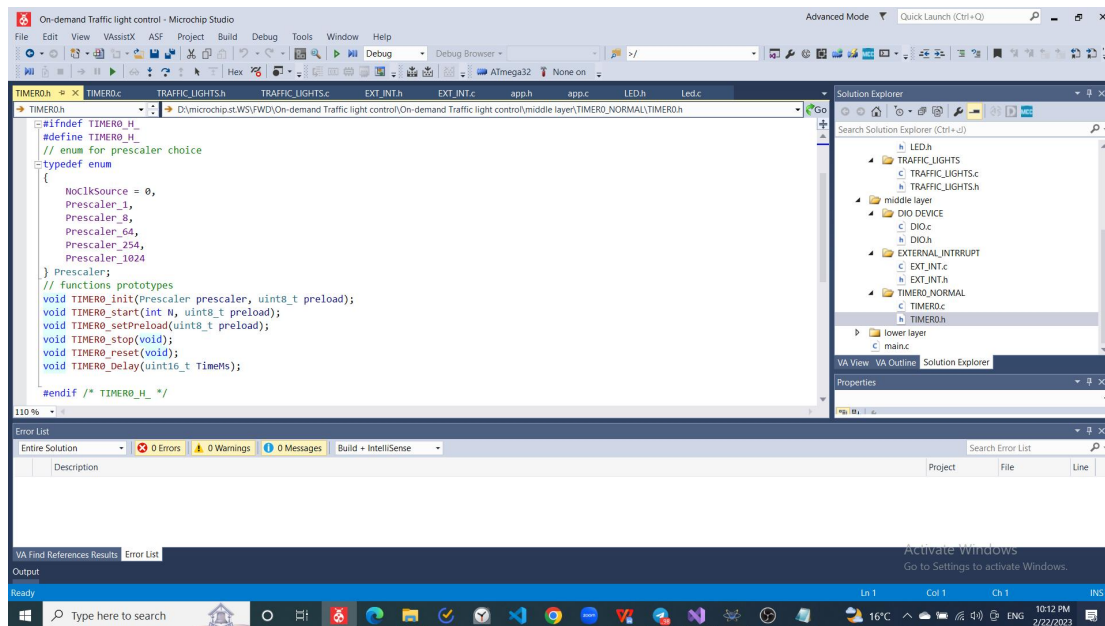 On-demand Traffic light control - Microchip Studio
Advanced Mode
Quick Launch (Ctrl+Q)
File Edit View VAssistX ASF Project Build Debug Tools Window Help
Debug Debug Browser
>/
Hex
ATmega32 None on
TIMER0.h TIMER0.c TRAFFIC_LIGHTS.h TRAFFIC_LIGHTS.c EXT_INT.h EXT_INT.c app.h app.c LED.h Led.c
TIMER0.h D:\microchip.st.WS\FWD\On-demand Traffic light control\On-demand Traffic light control\middle layer\TIMER0_NORMAL\TIMER0.h Go
#ifndef TIMER0_H_
#define TIMER0_H_
// enum for prescaler choice
typedef enum
{
NoClkSource = 0,
Prescaler_1,
Prescaler_8,
Prescaler_64,
Prescaler_254,
Prescaler_1024
} Prescaler;
// functions prototypes
void TIMER0_init(Prescaler prescaler, uint8_t preload);
void TIMER0_start(int N, uint8_t preload);
void TIMER0_setPreload(uint8_t preload);
void TIMER0_stop(void);
void TIMER0_reset(void);
void TIMER0_Delay(uint16_t TimeMs);
#endif /* TIMER0_H_ */
110 %
Solution Explorer
Search Solution Explorer (Ctrl+ك)
LED.h
TRAFFIC_LIGHTS
TRAFFIC_LIGHTS.c
TRAFFIC_LIGHTS.h
middle layer
DIO DEVICE
DIO.c
DIO.h
EXTERNAL_INTRRUPT
EXT_INT.c
EXT_INT.h
TIMER0_NORMAL
TIMER0.c
TIMER0.h
lower layer
main.c
VA View VA Outline Solution Explorer
Properties
Error List
Entire Solution 0 Errors 0 Warnings 0 Messages Build + IntelliSense
Search Error List
Description Project File Line
VA Find References Results Error List
Output
Activate Windows
Go to Settings to activate Windows.
Ready Ln 1 Col 1 Ch 1 INS
Type here to search
16°C ENG
10:12 PM
2/22/2023